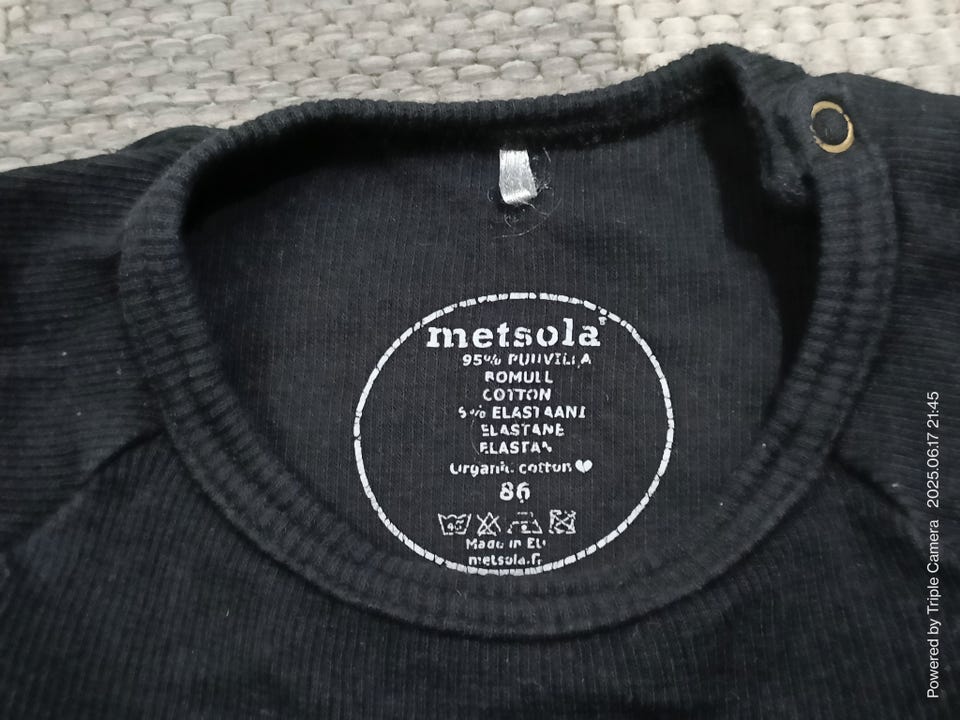 metsola
95% PUUVILLA
BOMULL
COTTON
5% ELASTAANI
ELASTANE
ELASTAN
Organic cotton
86
40
Made in EU
metsola.fi
Powered by Triple Camera 2025.06.17 21:45